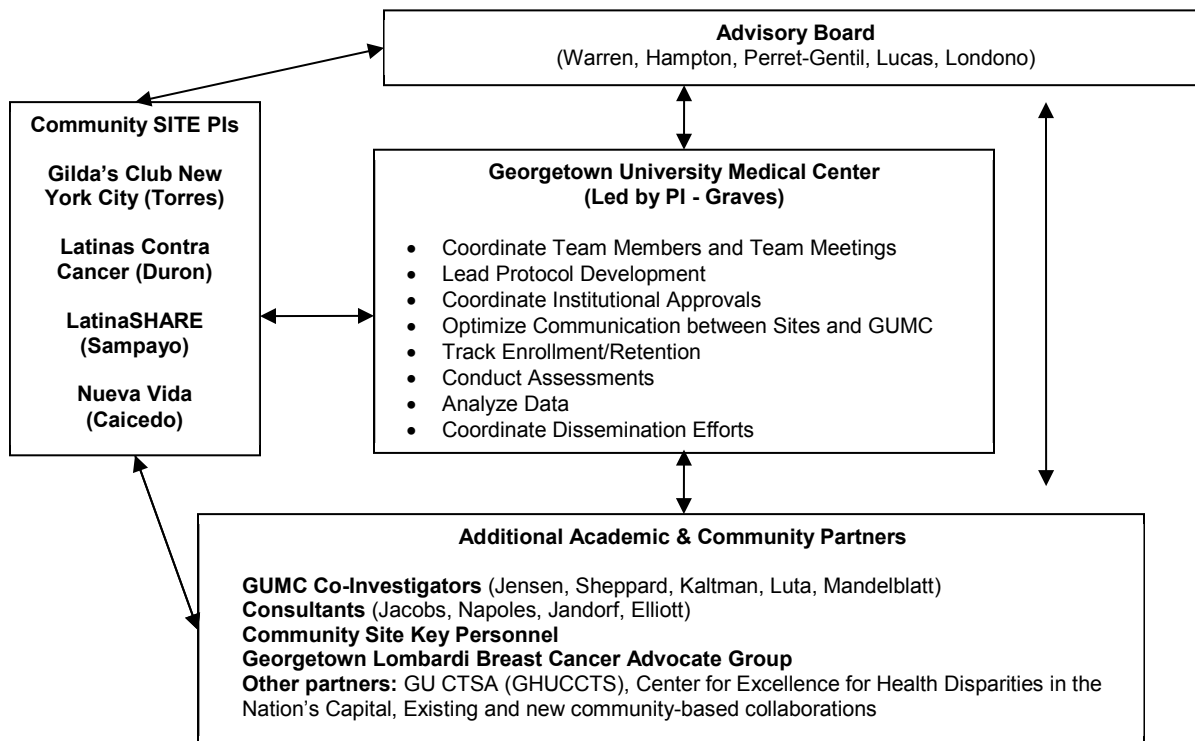 Advisory Board
(Warren, Hampton, Perret-Gentil, Lucas, Londono)
Community SITE PIs
Gilda’s Club New
York City (Torres)
Latinas Contra
Cancer (Duron)
LatinaSHARE
(Sampayo)
Nueva Vida
(Caicedo)
Georgetown University Medical Center
(Led by PI - Graves)
• Coordinate Team Members and Team Meetings
• Lead Protocol Development
• Coordinate Institutional Approvals
• Optimize Communication between Sites and GUMC
• Track Enrollment/Retention
• Conduct Assessments
• Analyze Data
• Coordinate Dissemination Efforts
Additional Academic & Community Partners
GUMC Co-Investigators (Jensen, Sheppard, Kaltman, Luta, Mandelblatt)
Consultants (Jacobs, Napoles, Jandorf, Elliott)
Community Site Key Personnel
Georgetown Lombardi Breast Cancer Advocate Group
Other partners: GU CTSA (GHUCCTS), Center for Excellence for Health Disparities in the
Nation’s Capital, Existing and new community-based collaborations